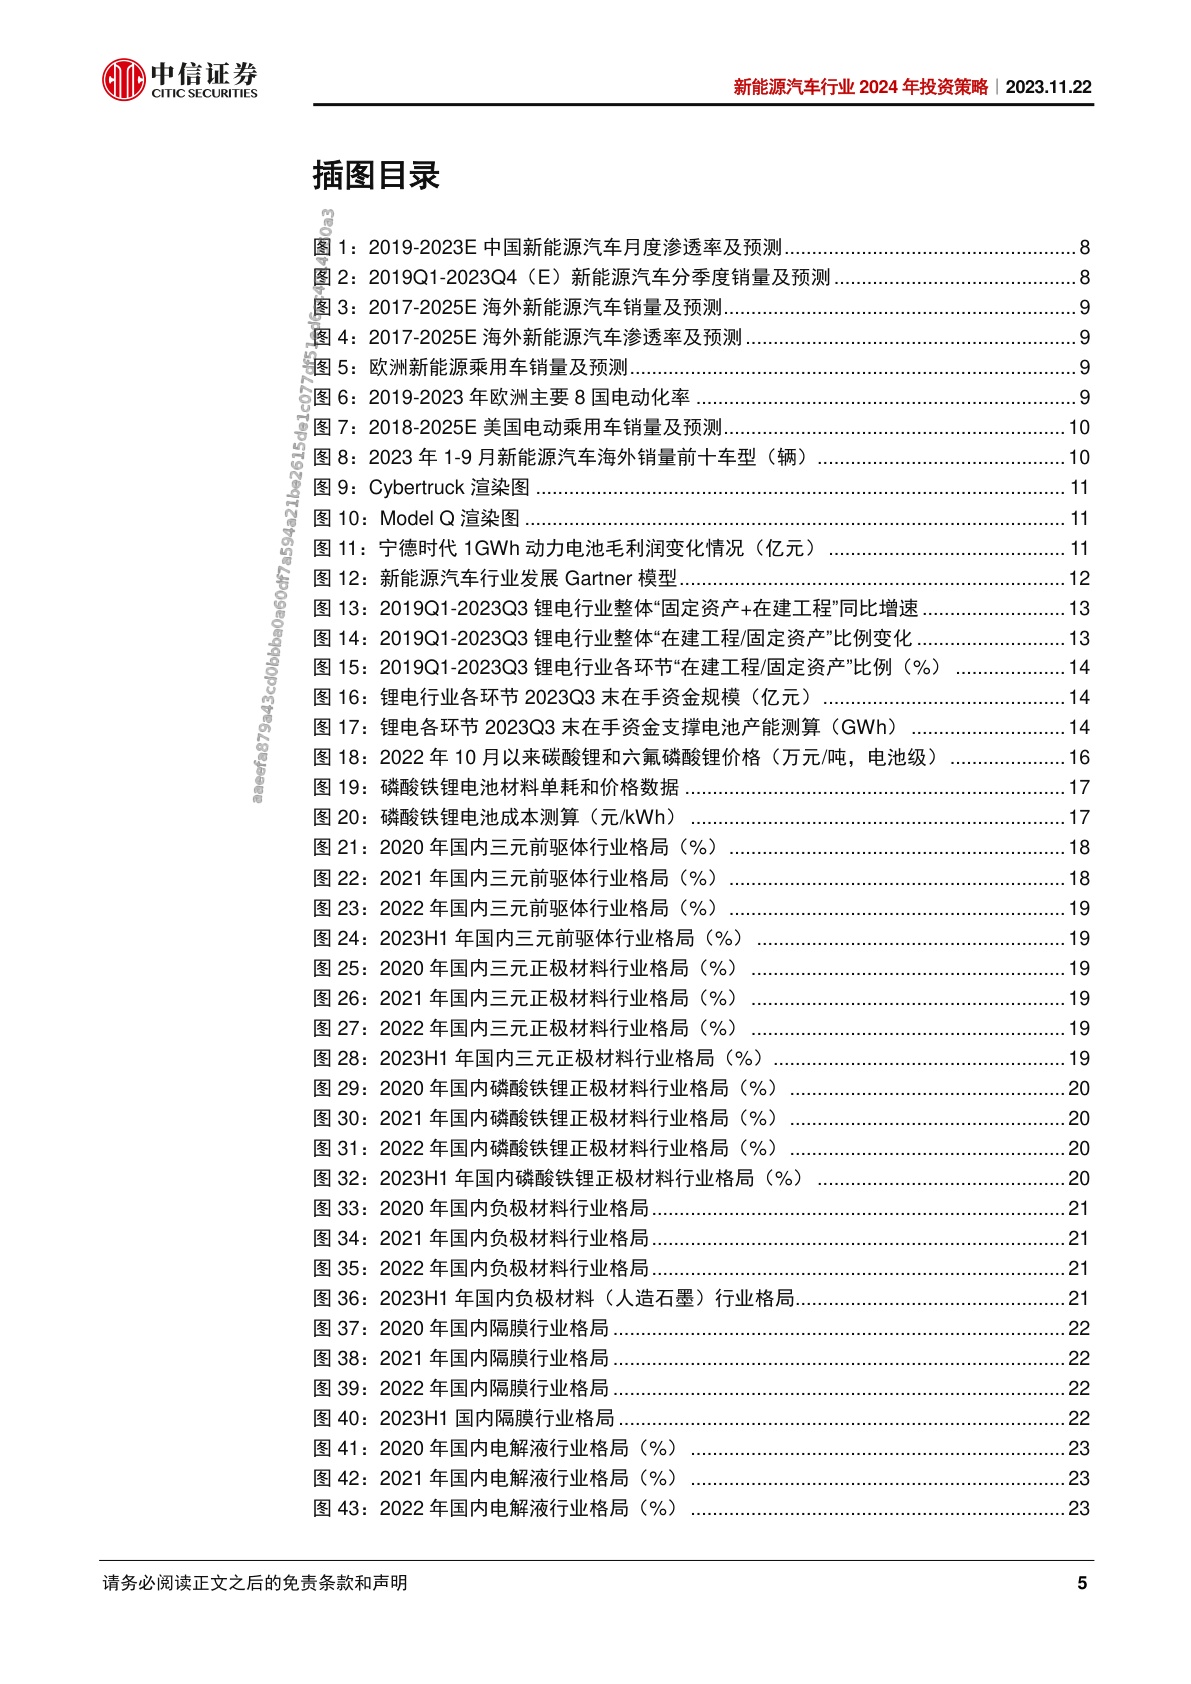 中信证券
CITIC SECURITIES
新能源汽车行业 2024 年投资策略｜2023.11.22
插图目录
图 1：2019-2023E 中国新能源汽车月度渗透率及预测..........8
图 2：2019Q1-2023Q4（E）新能源汽车分季度销量及预测..........8
图 3：2017-2025E 海外新能源汽车销量及预测..........9
图 4：2017-2025E 海外新能源汽车渗透率及预测..........9
图 5：欧洲新能源乘用车销量及预测..........9
图 6：2019-2023 年欧洲主要 8 国电动化率..........9
图 7：2018-2025E 美国电动乘用车销量及预测..........10
图 8：2023 年 1-9 月新能源汽车海外销量前十车型（辆）..........10
图 9：Cybertruck 渲染图..........11
图 10：Model Q 渲染图..........11
图 11：宁德时代 1GWh 动力电池毛利润变化情况（亿元）..........11
图 12：新能源汽车行业发展 Gartner 模型..........12
图 13：2019Q1-2023Q3 锂电行业整体“固定资产+在建工程”同比增速..........13
图 14：2019Q1-2023Q3 锂电行业整体“在建工程/固定资产”比例变化..........13
图 15：2019Q1-2023Q3 锂电行业各环节“在建工程/固定资产”比例（%）..........14
图 16：锂电行业各环节 2023Q3 末在手资金规模（亿元）..........14
图 17：锂电各环节 2023Q3 末在手资金支撑电池产能测算（GWh）..........14
图 18：2022 年 10 月以来碳酸锂和六氟磷酸锂价格（万元/吨，电池级）..........16
图 19：磷酸铁锂电池材料单耗和价格数据..........17
图 20：磷酸铁锂电池成本测算（元/kWh）..........17
图 21：2020 年国内三元前驱体行业格局（%）..........18
图 22：2021 年国内三元前驱体行业格局（%）..........18
图 23：2022 年国内三元前驱体行业格局（%）..........19
图 24：2023H1 年国内三元前驱体行业格局（%）..........19
图 25：2020 年国内三元正极材料行业格局（%）..........19
图 26：2021 年国内三元正极材料行业格局（%）..........19
图 27：2022 年国内三元正极材料行业格局（%）..........19
图 28：2023H1 年国内三元正极材料行业格局（%）..........19
图 29：2020 年国内磷酸铁锂正极材料行业格局（%）..........20
图 30：2021 年国内磷酸铁锂正极材料行业格局（%）..........20
图 31：2022 年国内磷酸铁锂正极材料行业格局（%）..........20
图 32：2023H1 年国内磷酸铁锂正极材料行业格局（%）..........20
图 33：2020 年国内负极材料行业格局..........21
图 34：2021 年国内负极材料行业格局..........21
图 35：2022 年国内负极材料行业格局..........21
图 36：2023H1 年国内负极材料（人造石墨）行业格局..........21
图 37：2020 年国内隔膜行业格局..........22
图 38：2021 年国内隔膜行业格局..........22
图 39：2022 年国内隔膜行业格局..........22
图 40：2023H1 国内隔膜行业格局..........22
图 41：2020 年国内电解液行业格局（%）..........23
图 42：2021 年国内电解液行业格局（%）..........23
图 43：2022 年国内电解液行业格局（%）..........23
请务必阅读正文之后的免责条款和声明
5